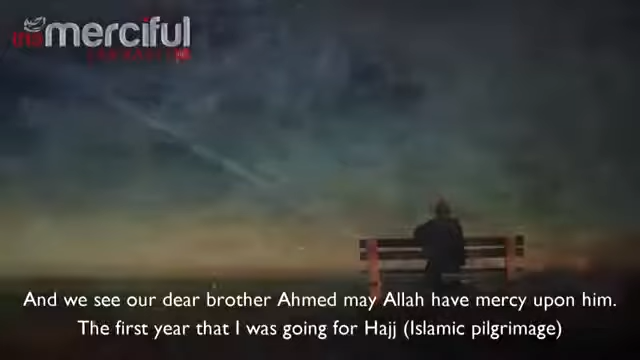 the merciful
And we see our dear brother Ahmed may Allah have mercy upon him.
The first year that I was going for Hajj (Islamic pilgrimage)